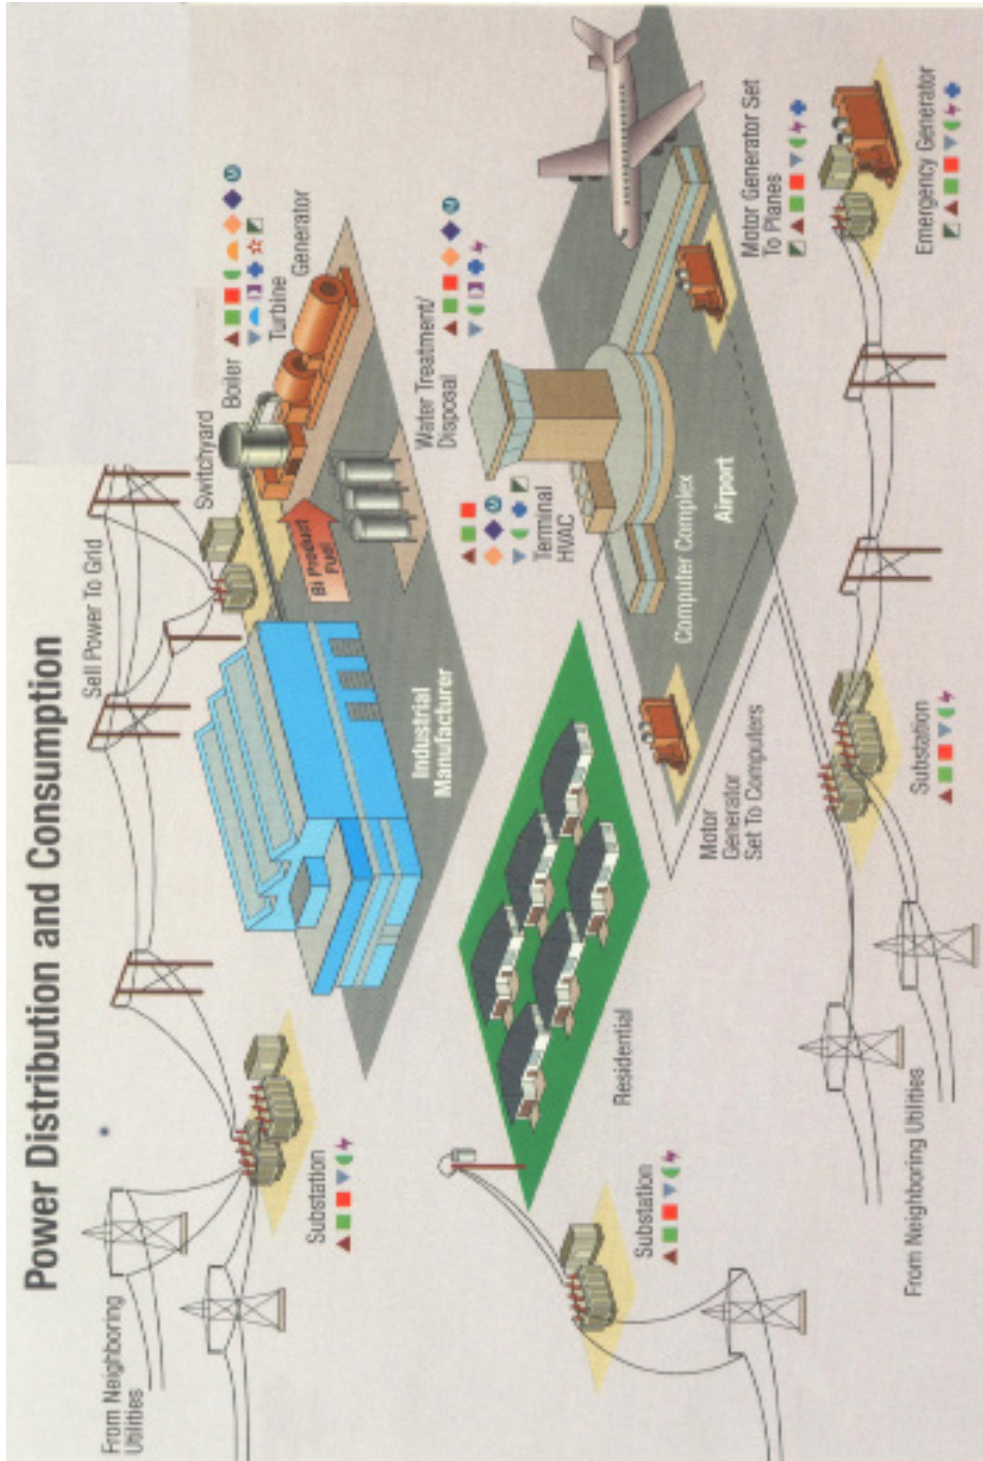 Power Distribution and Consumption
From Neighboring
Utilities
Substation
Sell Power To Grid
Switchyard
Boiler
Turbine
Generator
Bi Product
Fuel
Industrial
Manufacturer
Water Treatment/
Disposal
Terminal
HVAC
Substation
Residential
Computer Complex
Airport
Motor
Generator
Set To Computers
Motor Generator Set
To Planes
From Neighboring Utilities
Substation
Emergency Generator